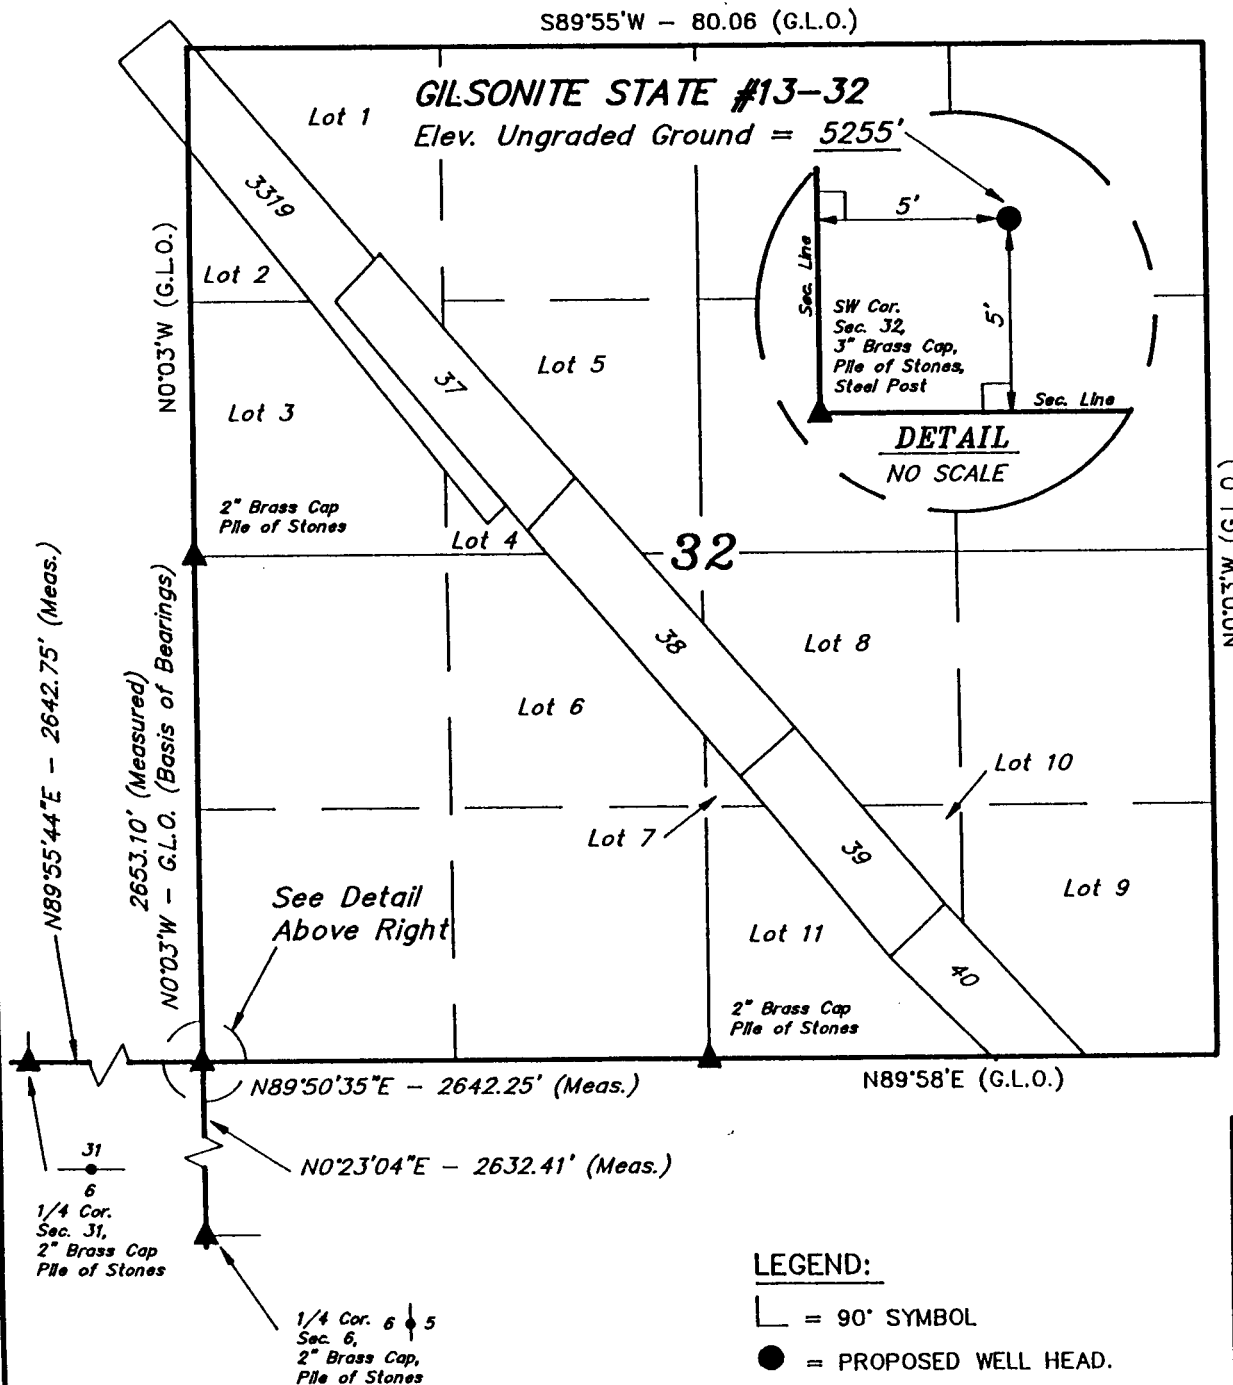 S89°55'W - 80.06 (G.L.O.)
GILSONITE STATE #13-32
Elev. Ungraded Ground = 5255'
Lot 1
3319
Lot 2
N0°03'W (G.L.O.)
5'
Sec. Line
5'
SW Cor.
Sec. 32,
3" Brass Cap,
Pile of Stones,
Steel Post
Sec. Line
DETAIL
NO SCALE
Lot 5
37
Lot 3
2" Brass Cap
Pile of Stones
Lot 4
32
N0°03'W (G.L.O.)
38
Lot 8
Lot 6
N89°55'44"E - 2642.75' (Meas.)
2653.10' (Measured)
N0°03'W - G.L.O. (Basis of Bearings)
Lot 10
Lot 7
39
See Detail
Above Right
Lot 9
Lot 11
40
2" Brass Cap
Pile of Stones
N89°50'35"E - 2642.25' (Meas.)
N89°58'E (G.L.O.)
N0°23'04"E - 2632.41' (Meas.)
31
6
1/4 Cor.
Sec. 31,
2" Brass Cap
Pile of Stones
1/4 Cor. 6 5
Sec. 6,
2" Brass Cap,
Pile of Stones
LEGEND:
= 90° SYMBOL
= PROPOSED WELL HEAD.